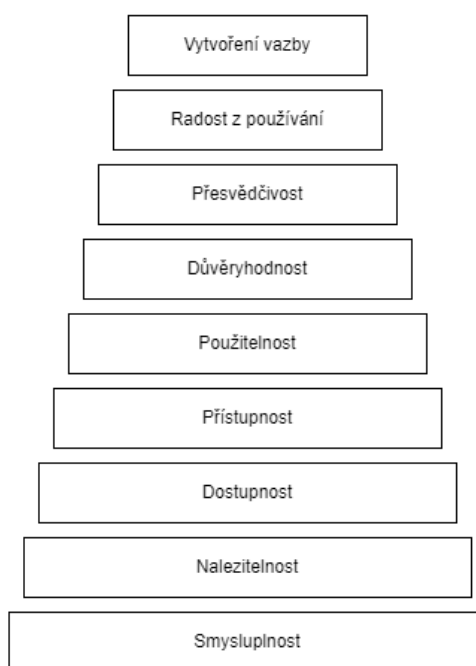 Vytvoření vazby
Radost z používání
Přesvědčivost
Důvěryhodnost
Použitelnost
Přístupnost
Dostupnost
Nalezitelnost
Smysluplnost